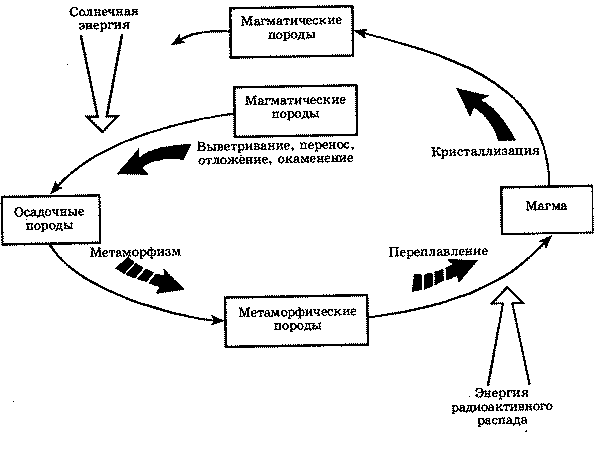 Солнечная
энергия
Магматические
породы
Магматические
породы
Выветривание, перенос,
отложение, окаменение
Кристаллизация
Осадочные
породы
Магма
Метаморфизм
Переплавление
Метаморфические
породы
Энергия
радиоактивного
распада